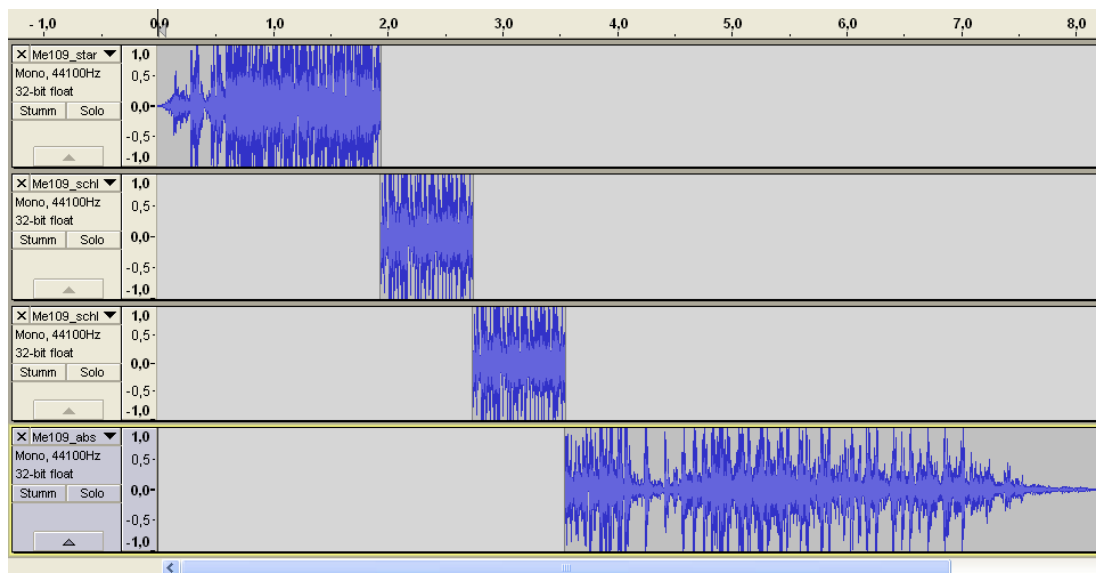 - 1,0 0,0 1,0 2,0 3,0 4,0 5,0 6,0 7,0 8,0
X Me109_star 1,0
Mono, 44100Hz 0,5-
32-bit float
Stumm Solo 0,0-
-0,5-
-1,0
X Me109_schl 1,0
Mono, 44100Hz 0,5-
32-bit float
Stumm Solo 0,0-
-0,5-
-1,0
X Me109_schl 1,0
Mono, 44100Hz 0,5-
32-bit float
Stumm Solo 0,0-
-0,5-
-1,0
X Me109_abs 1,0
Mono, 44100Hz 0,5-
32-bit float
Stumm Solo 0,0-
-0,5-
-1,0